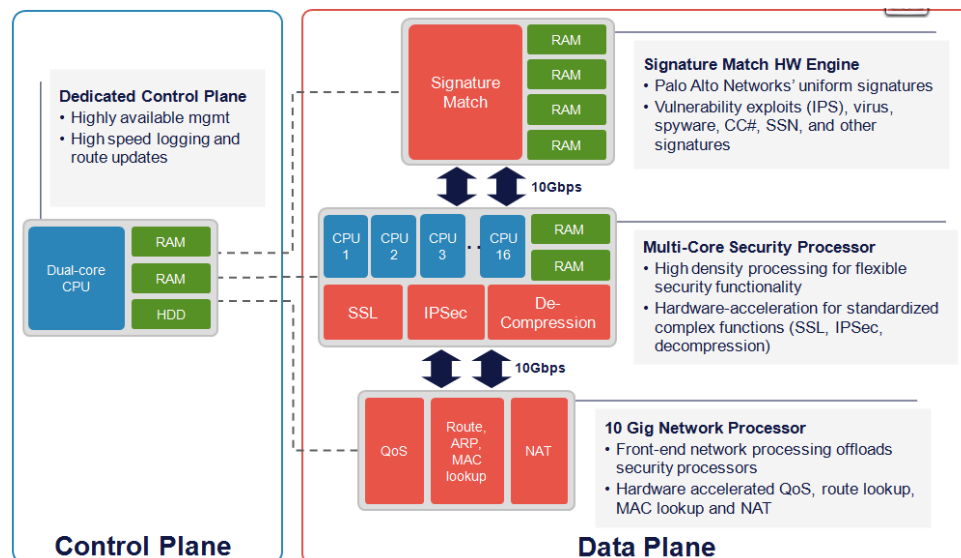 Dedicated Control Plane
• Highly available mgmt
• High speed logging and
route updates
Dual-core
CPU
RAM
RAM
HDD
Control Plane
Signature
Match
RAM
RAM
RAM
RAM
Signature Match HW Engine
• Palo Alto Networks' uniform signatures
• Vulnerability exploits (IPS), virus,
spyware, CC#, SSN, and other
signatures
10Gbps
CPU
1
CPU
2
CPU
3
..
CPU
16
RAM
RAM
SSL
IPSec
De-
Compression
Multi-Core Security Processor
• High density processing for flexible
security functionality
• Hardware-acceleration for standardized
complex functions (SSL, IPSec,
decompression)
10Gbps
QoS
Route,
ARP,
MAC
lookup
NAT
10 Gig Network Processor
• Front-end network processing offloads
security processors
• Hardware accelerated QoS, route lookup,
MAC lookup and NAT
Data Plane